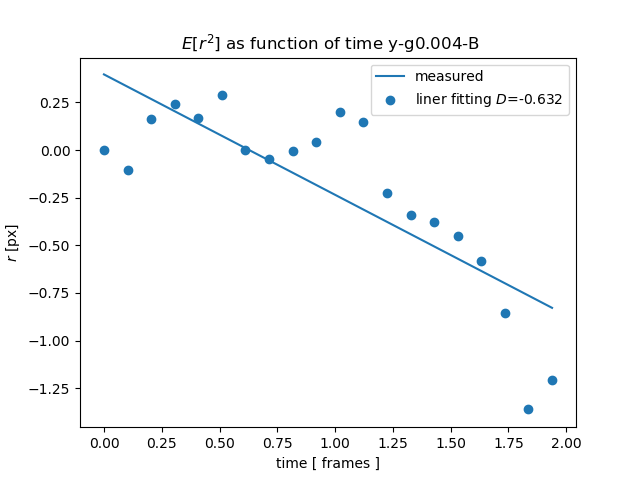 E[r²] as function of time y-g0.004-B
measured
liner fitting D=-0.632
0.25
0.00
−0.25
−0.50
−0.75
−1.00
−1.25
r [px]
0.00 0.25 0.50 0.75 1.00 1.25 1.50 1.75 2.00
time [ frames ]